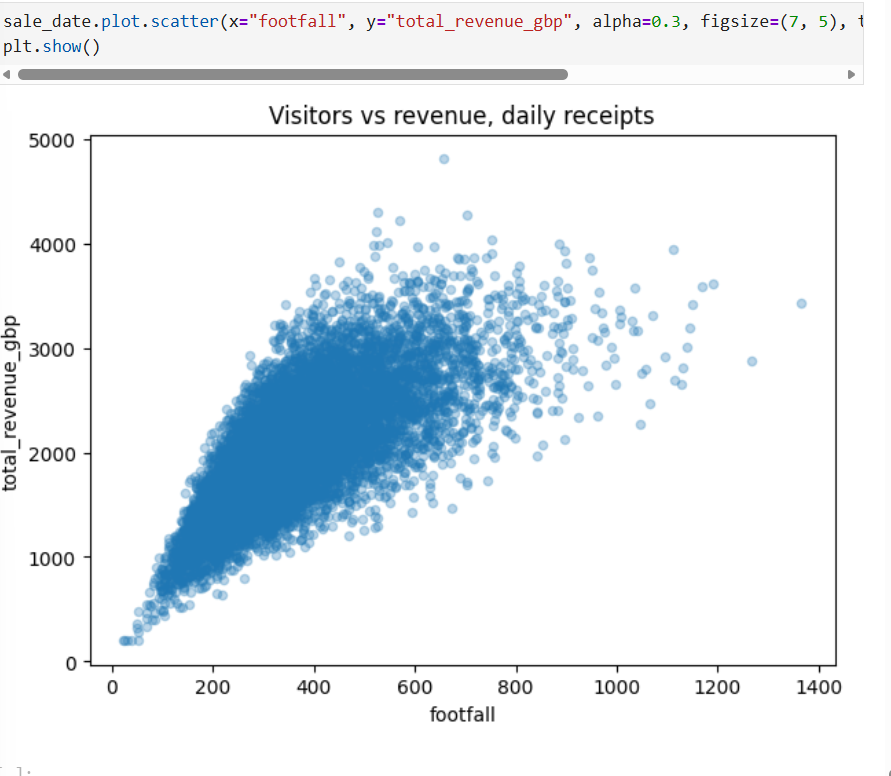 sale_date.plot.scatter(x="footfall", y="total_revenue_gbp", alpha=0.3, figsize=(7, 5), t
plt.show()
Visitors vs revenue, daily receipts
5000
4000
3000
2000
1000
0
total_revenue_gbp
0 200 400 600 800 1000 1200 1400
footfall